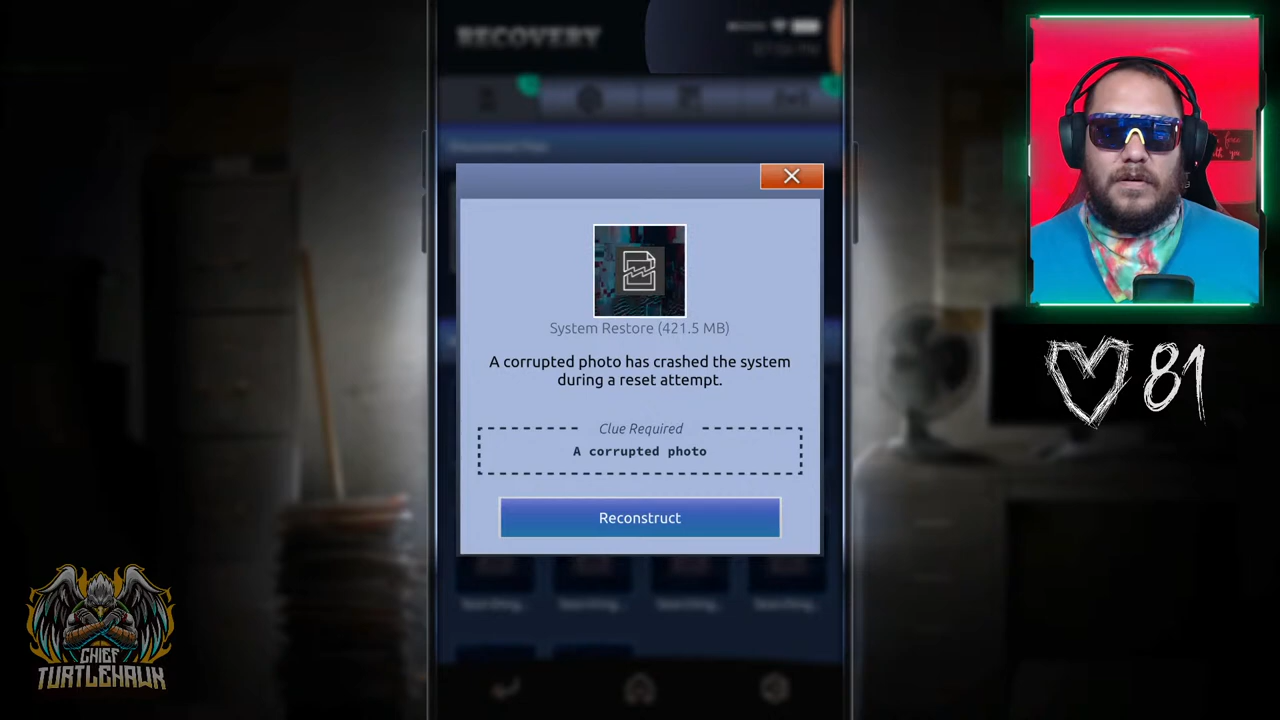 RECOVERY
System Restore (421.5 MB)
A corrupted photo has crashed the system
during a reset attempt.
Clue Required
A corrupted photo
Reconstruct
81
CHIEF
TURTLEHAWK